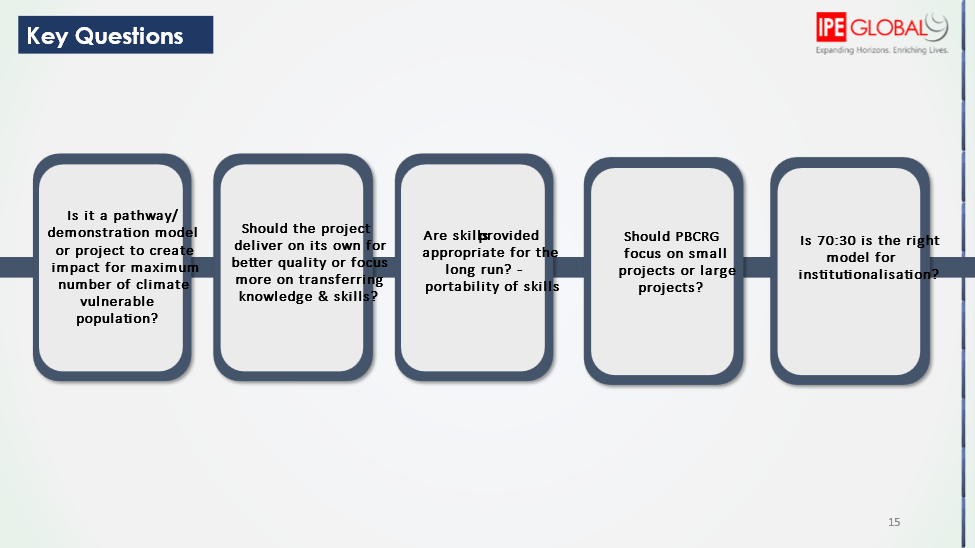 Key Questions
IPE GLOBAL
Expanding Horizons. Enriching Lives.
Is it a pathway/
demonstration model
or project to create
impact for maximum
number of climate
vulnerable
population?
Should the project
deliver on its own for
better quality or focus
more on transferring
knowledge & skills?
Are skills provided
appropriate for the
long run? -
portability of skills
Should PBCRG
focus on small
projects or large
projects?
Is 70:30 is the right
model for
institutionalisation?
15